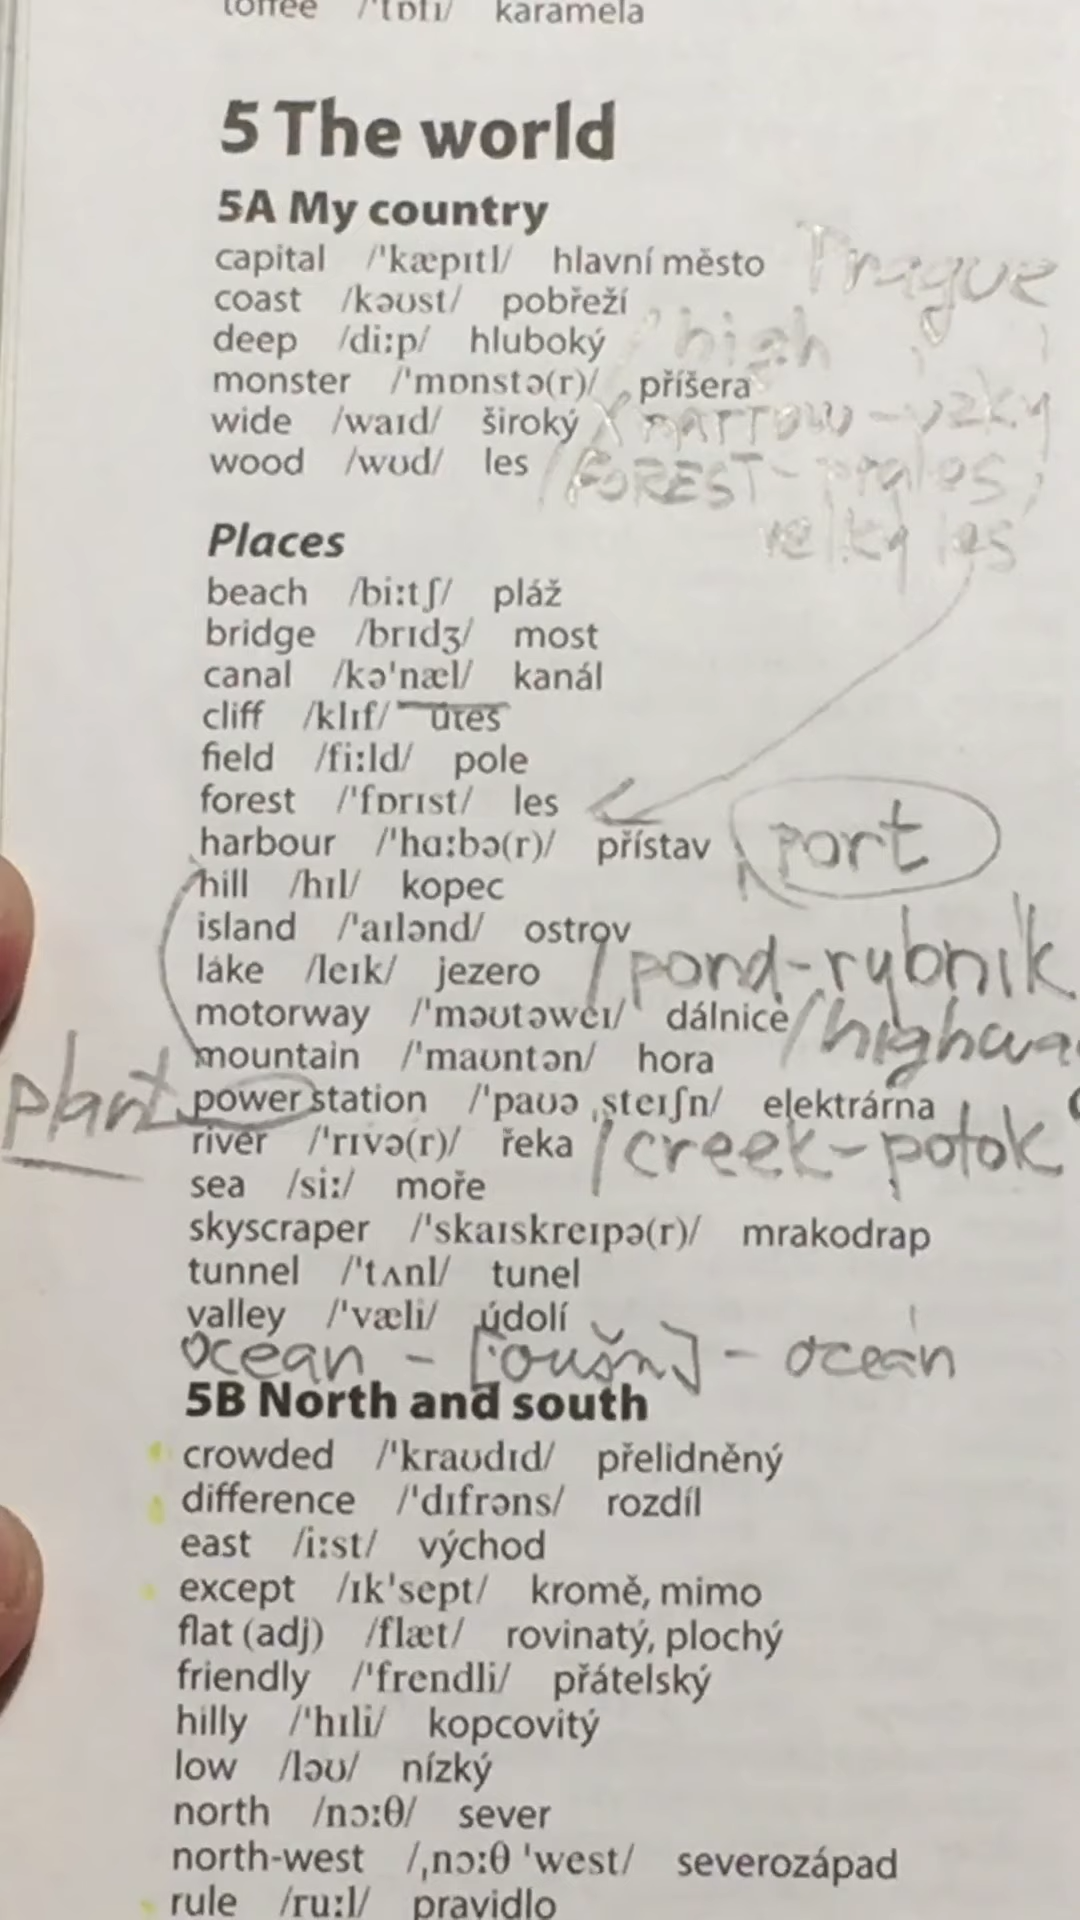 toffee /ˈtɒfi/ karamela
5 The world
5A My country
capital /ˈkæpɪtl/ hlavní město Prague
coast /kəʊst/ pobřeží
deep /diːp/ hluboký / high
monster /ˈmɒnstə(r)/ příšera
wide /waɪd/ široký X narrow - úzký
wood /wʊd/ les / FOREST - prales,
velký les
Places
beach /biːtʃ/ pláž
bridge /brɪdʒ/ most
canal /kəˈnæl/ kanál
cliff /klɪf/ útes
field /fiːld/ pole
forest /ˈfɒrɪst/ les
harbour /ˈhɑːbə(r)/ přístav port
hill /hɪl/ kopec
island /ˈaɪlənd/ ostrov
lake /leɪk/ jezero / pond - rybník
motorway /ˈməʊtəweɪ/ dálnice / highwa
mountain /ˈmaʊntən/ hora
plant power station /ˈpaʊə ˌsteɪʃn/ elektrárna
river /ˈrɪvə(r)/ řeka / creek - potok
sea /siː/ moře
skyscraper /ˈskaɪskreɪpə(r)/ mrakodrap
tunnel /ˈtʌnl/ tunel
valley /ˈvæli/ údolí
ocean - [oušn] - oceán
5B North and south
crowded /ˈkraʊdɪd/ přelidněný
difference /ˈdɪfrəns/ rozdíl
east /iːst/ východ
except /ɪkˈsept/ kromě, mimo
flat (adj) /flæt/ rovinatý, plochý
friendly /ˈfrendli/ přátelský
hilly /ˈhɪli/ kopcovitý
low /ləʊ/ nízký
north /nɔːθ/ sever
north-west /ˌnɔːθ ˈwest/ severozápad
rule /ruːl/ pravidlo